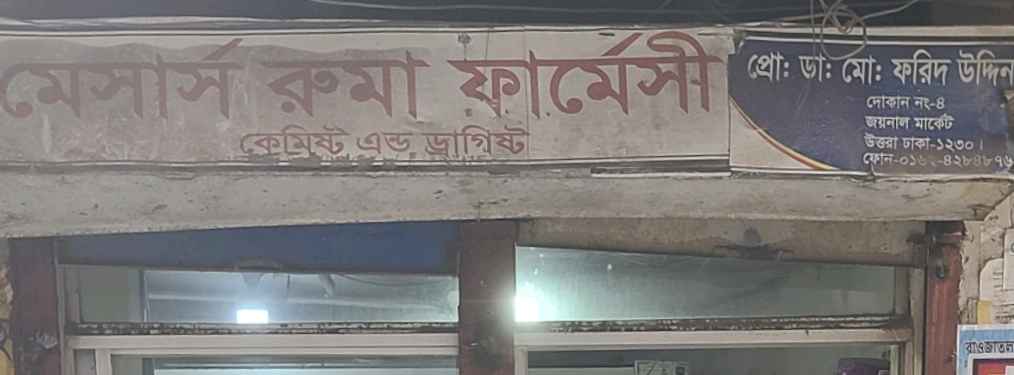 মেসার্স রুমা ফার্মেসী
কেমিষ্ট এন্ড ড্রাগিষ্ট
প্রো: ডা: মো: ফরিদ উদ্দিন
দোকান নং-৪
জয়নাল মার্কেট
উত্তরা ঢাকা-১২৩০।